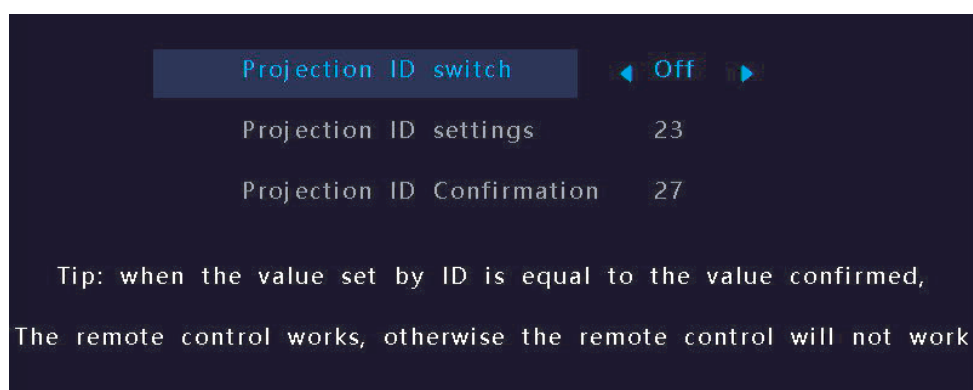 Projection ID switch Off
Projection ID settings 23
Projection ID Confirmation 27
Tip: when the value set by ID is equal to the value confirmed,
The remote control works, otherwise the remote control will not work